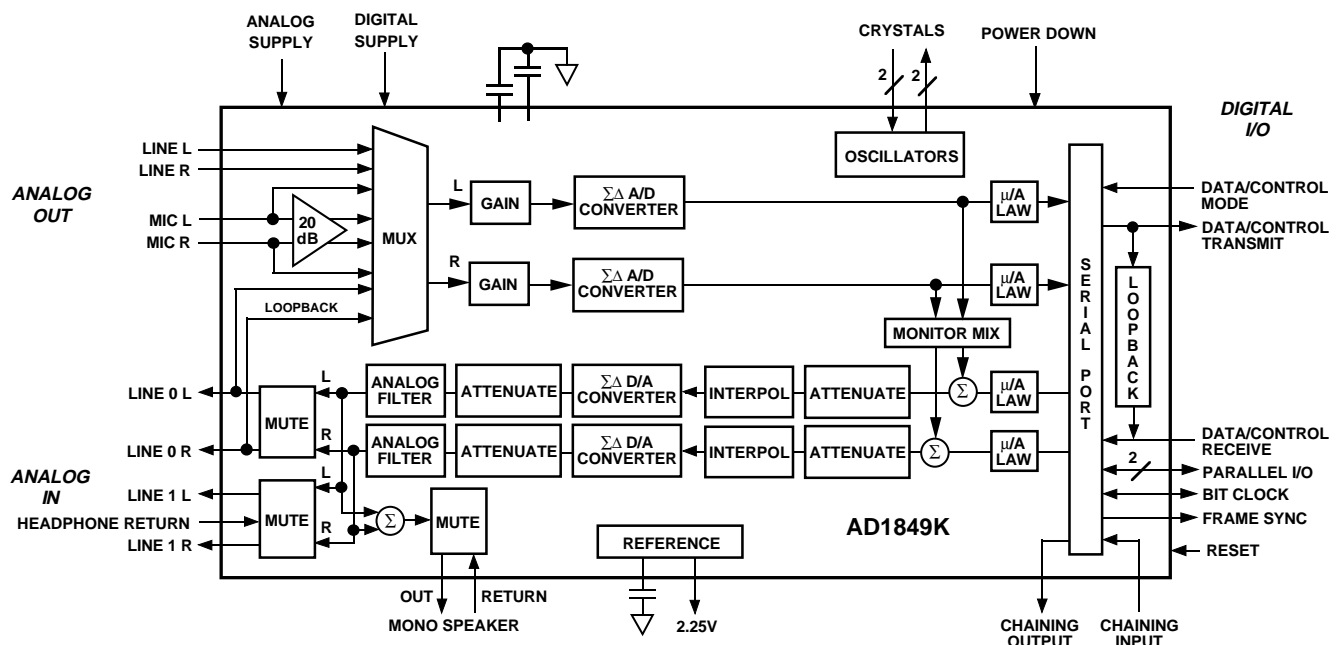 ANALOG
SUPPLY
DIGITAL
SUPPLY
CRYSTALS
POWER DOWN
2
2
DIGITAL
I/O
ANALOG
OUT
LINE L
LINE R
MIC L
MIC R
20
dB
MUX
LOOPBACK
L
GAIN
ΣΔ A/D
CONVERTER
R
GAIN
ΣΔ A/D
CONVERTER
OSCILLATORS
μ/A
LAW
μ/A
LAW
MONITOR MIX
SERIAL PORT
DATA/CONTROL
MODE
DATA/CONTROL
TRANSMIT
LOOPBACK
LINE 0 L
LINE 0 R
MUTE
L
R
ANALOG
FILTER
ATTENUATE
ΣΔ D/A
CONVERTER
INTERPOL
ATTENUATE
Σ
μ/A
LAW
ANALOG
FILTER
ATTENUATE
ΣΔ D/A
CONVERTER
INTERPOL
ATTENUATE
Σ
μ/A
LAW
DATA/CONTROL
RECEIVE
2
PARALLEL I/O
BIT CLOCK
FRAME SYNC
RESET
ANALOG
IN
LINE 1 L
HEADPHONE RETURN
LINE 1 R
MUTE
L
R
Σ
MUTE
REFERENCE
AD1849K
OUT
RETURN
MONO SPEAKER
2.25V
CHAINING
OUTPUT
CHAINING
INPUT